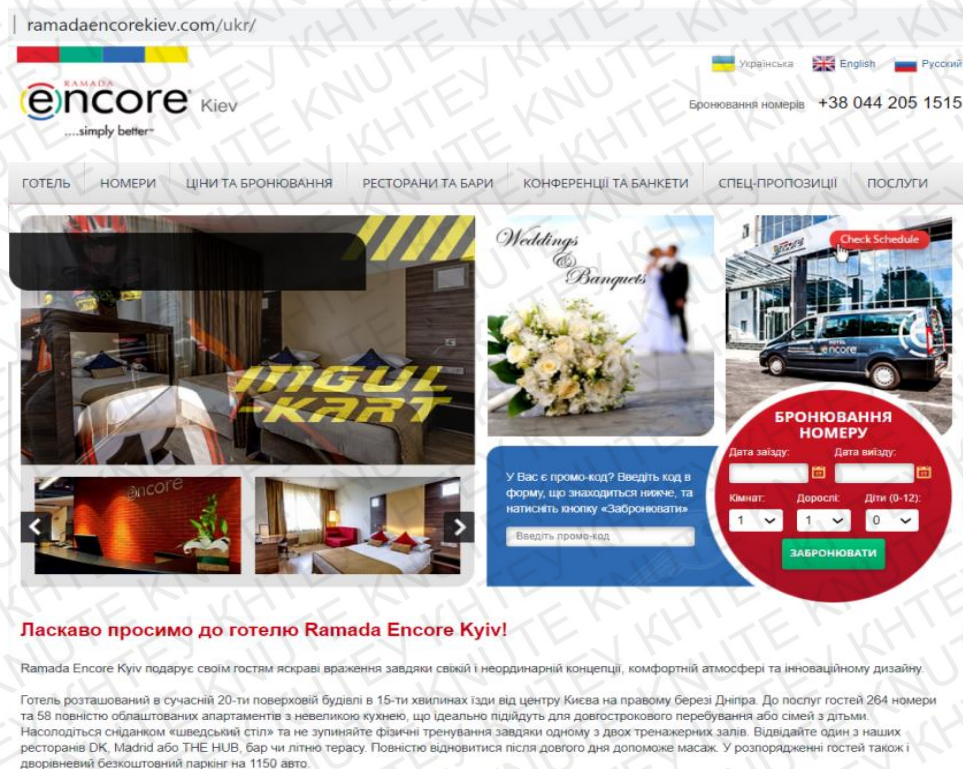 ramadaencorekiev.com/ukr/
Українська English Русский
RAMADA
encore Kiev
....simply better™
Бронювання номерів +38 044 205 1515
ГОТЕЛЬ НОМЕРИ ЦІНИ ТА БРОНЮВАННЯ РЕСТОРАНИ ТА БАРИ КОНФЕРЕНЦІЇ ТА БАНКЕТИ СПЕЦ-ПРОПОЗИЦІЇ ПОСЛУГИ
Weddings
&
Banquets
Check Schedule
encore
HOTEL
encore
INGUL
-KART
encore
У Вас є промо-код? Введіть код в
форму, що знаходиться нижче, та
натисніть кнопку «Забронювати»
Введіть промо-код
БРОНЮВАННЯ
НОМЕРУ
Дата заїзду: Дата виїзду:
Кімнат: Дорослі: Діти (0-12):
1 1 0
ЗАБРОНЮВАТИ
Ласкаво просимо до готелю Ramada Encore Kyiv!
Ramada Encore Kyiv подарує своїм гостям яскраві враження завдяки свіжій і неординарній концепції, комфортній атмосфері та інноваційному дизайну.
Готель розташований в сучасній 20-ти поверховій будівлі в 15-ти хвилинах їзди від центру Києва на правому березі Дніпра. До послуг гостей 264 номери
та 58 повністю облаштованих апартаментів з невеликою кухнею, що ідеально підійдуть для довгострокового перебування або сімей з дітьми.
Насолодіться сніданком «шведський стіл» та не зупиняйте фізичні тренування завдяки одному з двох тренажерних залів. Відвідайте один з наших
ресторанів DK, Madrid або THE HUB, бар чи літню терасу. Повністю відновитися після довгого дня допоможе масаж. У розпорядженні гостей також і
дворівневий безкоштовний паркінг на 1150 авто.
KNUTE